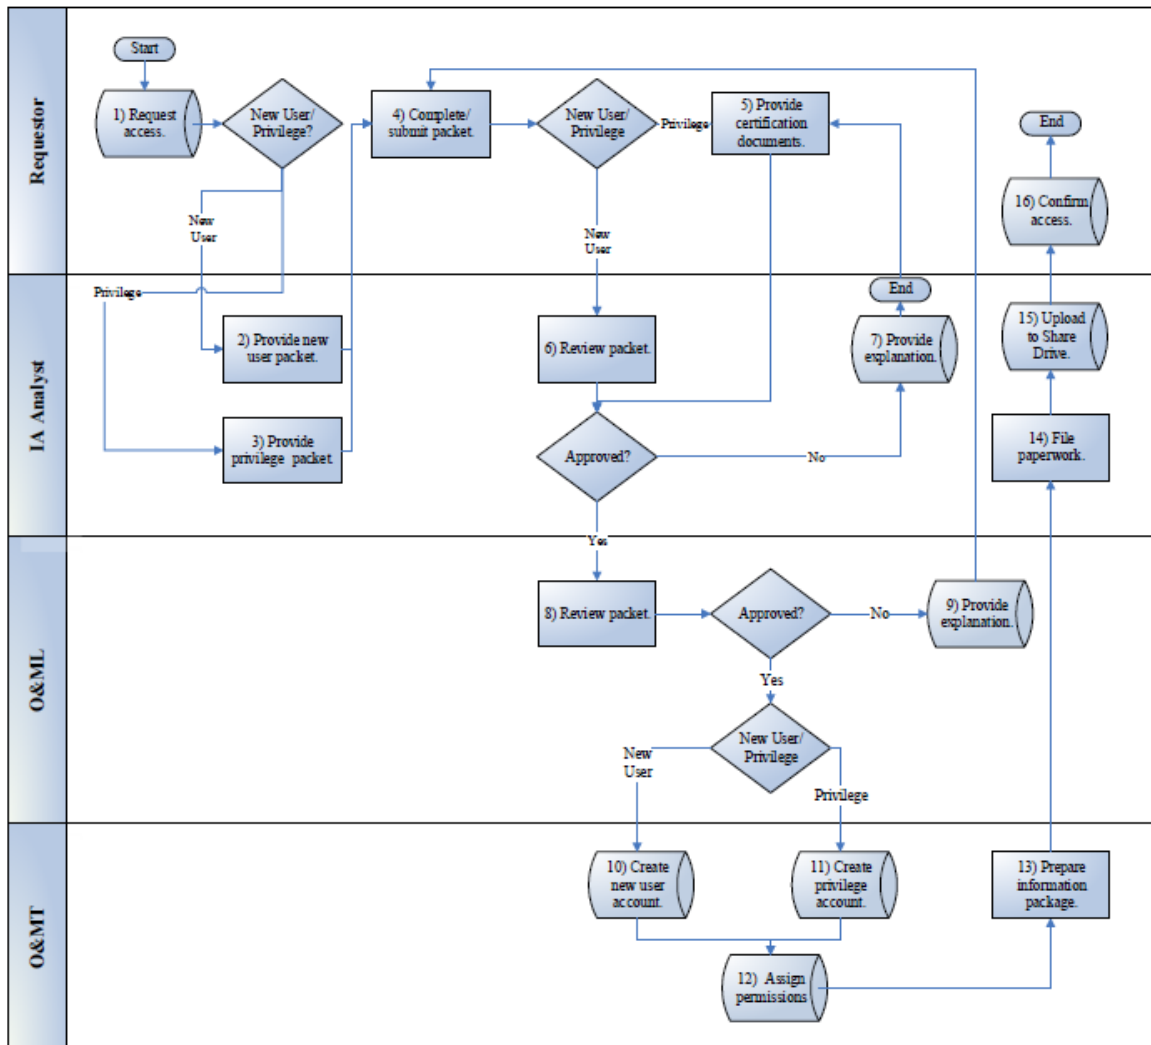 Requestor
Start
1) Request
access.
New User/
Privilege?
4) Complete/
submit packet.
New User/
Privilege
Privilege
5) Provide
certification
documents.
End
16) Confirm
access.
New
User
New
User
IA Analyst
Privilege
2) Provide new
user packet.
3) Provide
privilege packet.
6) Review packet.
Approved?
No
End
7) Provide
explanation.
15) Upload
to Share
Drive.
14) File
paperwork.
Yes
O&ML
8) Review packet.
Approved?
No
9) Provide
explanation.
Yes
New User/
Privilege
New
User
Privilege
O&MT
10) Create
new user
account.
11) Create
privilege
account.
13) Prepare
information
package.
12) Assign
permissions